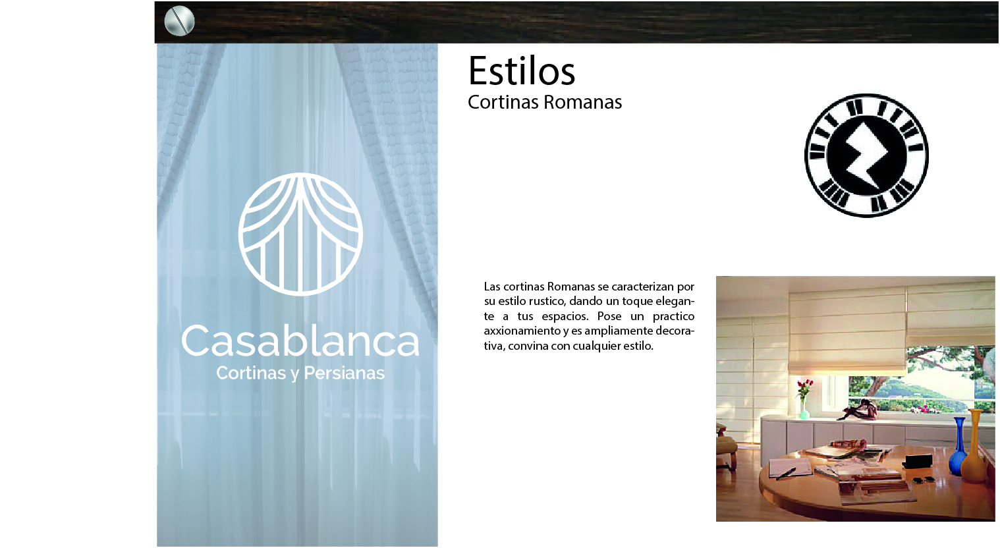 Estilos
Cortinas Romanas
Casablanca
Cortinas y Persianas
Las cortinas Romanas se caracterizan por
su estilo rustico, dando un toque elegan-
te a tus espacios. Pose un practico
axxionamiento y es ampliamente decora-
tiva, convina con cualquier estilo.